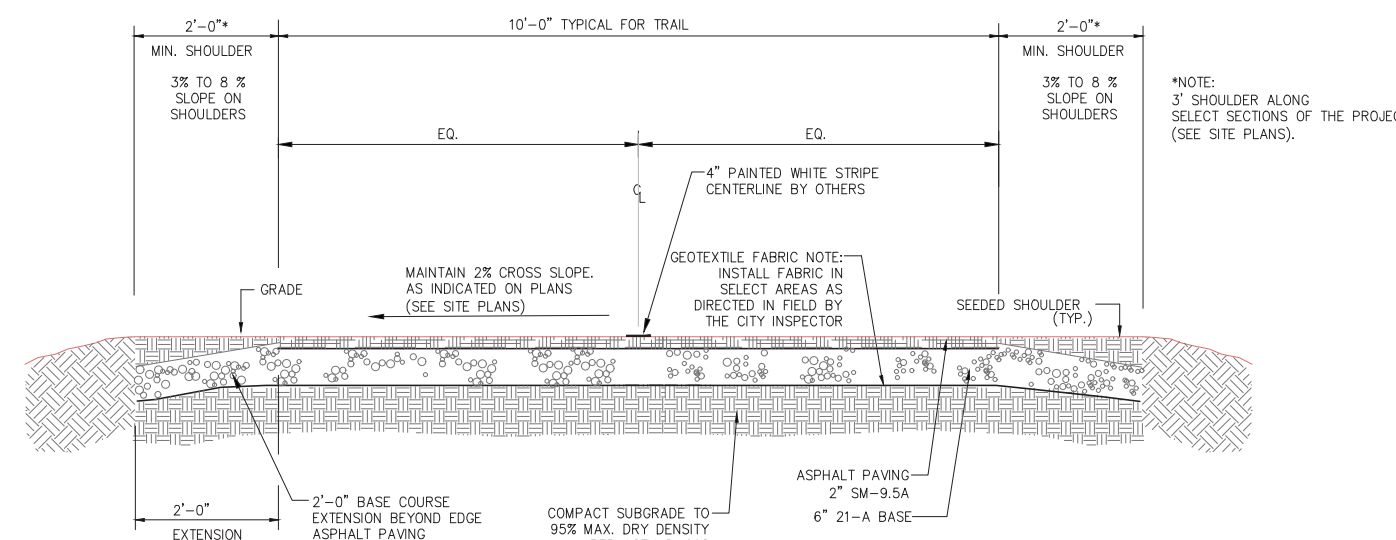 2'-0"*
10'-0" TYPICAL FOR TRAIL
2'-0"*
MIN. SHOULDER
3% TO 8 %
SLOPE ON
SHOULDERS
MIN. SHOULDER
3% TO 8 %
SLOPE ON
SHOULDERS
*NOTE:
3' SHOULDER ALONG
SELECT SECTIONS OF THE
(SEE SITE PLANS).
EQ.
EQ.
4" PAINTED WHITE STRIPE
CENTERLINE BY OTHERS
CL
GEOTEXTILE FABRIC NOTE:
INSTALL FABRIC IN
SELECT AREAS AS
DIRECTED IN FIELD BY
THE CITY INSPECTOR
MAINTAIN 2% CROSS SLOPE.
AS INDICATED ON PLANS
(SEE SITE PLANS)
GRADE
SEEDED SHOULDER
(TYP.)
ASPHALT PAVING
2" SM-9.5A
6" 21-A BASE
2'-0"
EXTENSION
2'-0" BASE COURSE
EXTENSION BEYOND EDGE
ASPHALT PAVING
COMPACT SUBGRADE TO
95% MAX. DRY DENSITY